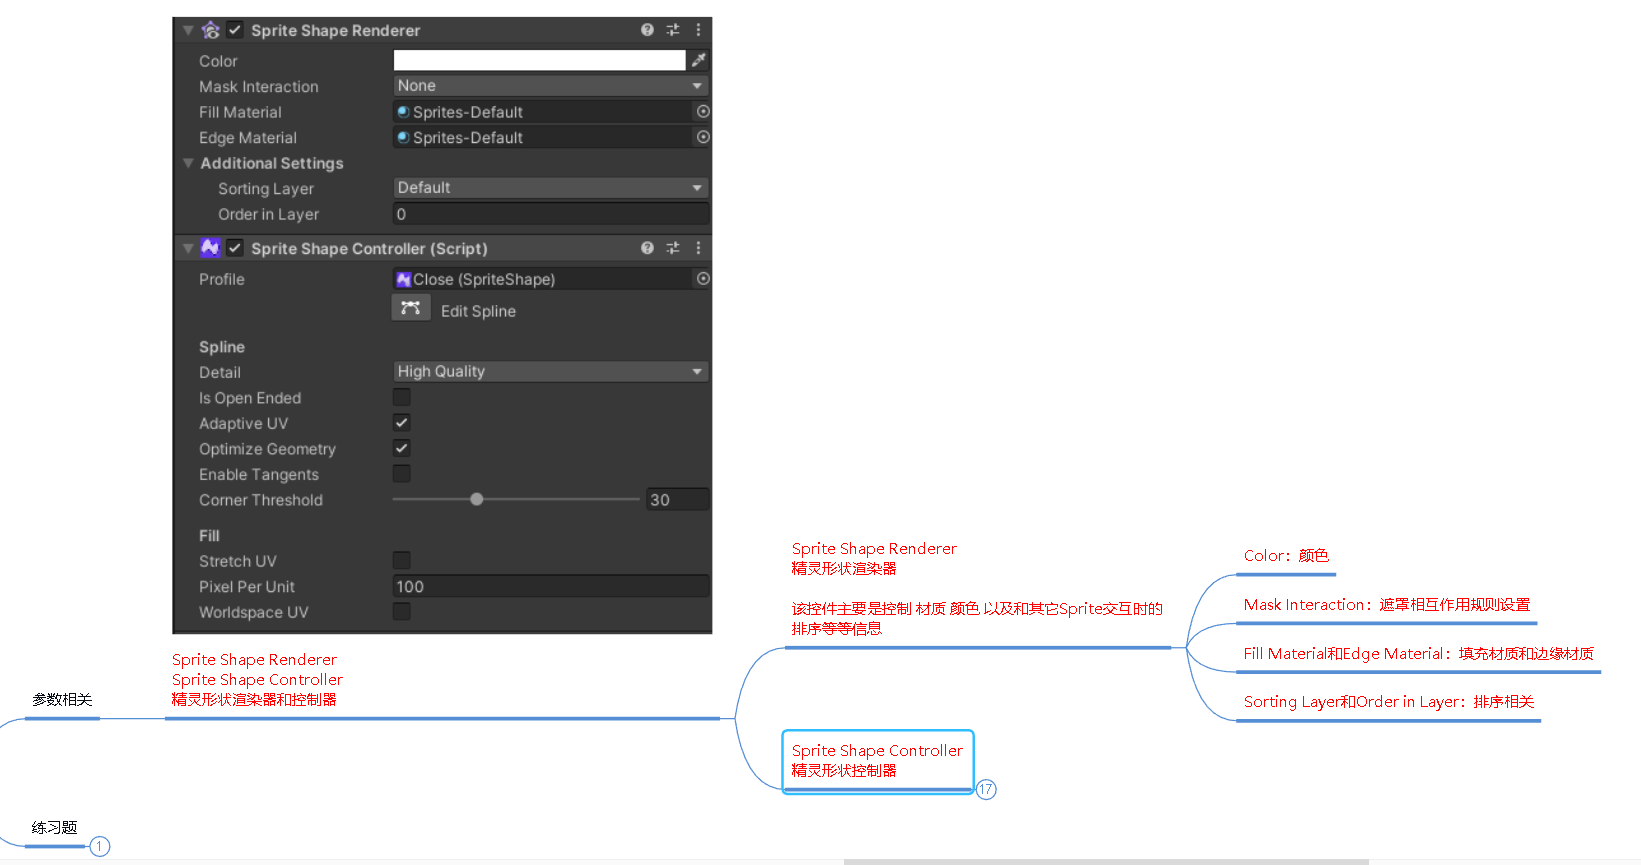 Sprite Shape Renderer
Color
Mask Interaction None
Fill Material Sprites-Default
Edge Material Sprites-Default
Additional Settings
Sorting Layer Default
Order in Layer 0
Sprite Shape Controller (Script)
Profile Close (SpriteShape)
Edit Spline
Spline
Detail High Quality
Is Open Ended
Adaptive UV
Optimize Geometry
Enable Tangents
Corner Threshold 30
Fill
Stretch UV
Pixel Per Unit 100
Worldspace UV
Sprite Shape Renderer
Sprite Shape Controller
精灵形状渲染器和控制器
参数相关
Sprite Shape Renderer
精灵形状渲染器
该控件主要是控制 材质 颜色 以及和其它Sprite交互时的
排序等等信息
Color：颜色
Mask Interaction：遮罩相互作用规则设置
Fill Material和Edge Material：填充材质和边缘材质
Sorting Layer和Order in Layer：排序相关
Sprite Shape Controller
精灵形状控制器
17
练习题
1